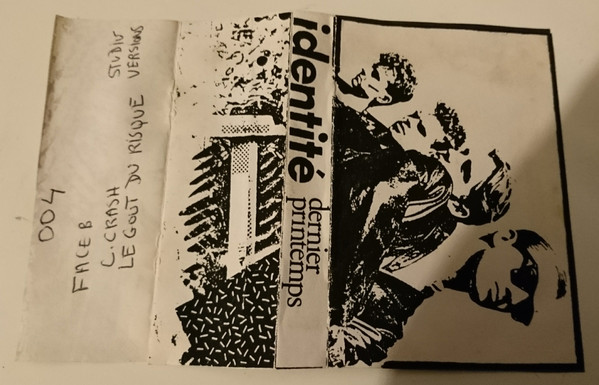 004
FACE B
C.CRASH STUDIO
LE GOUT DU RISQUE VERSIONS
identité
dernier
printemps